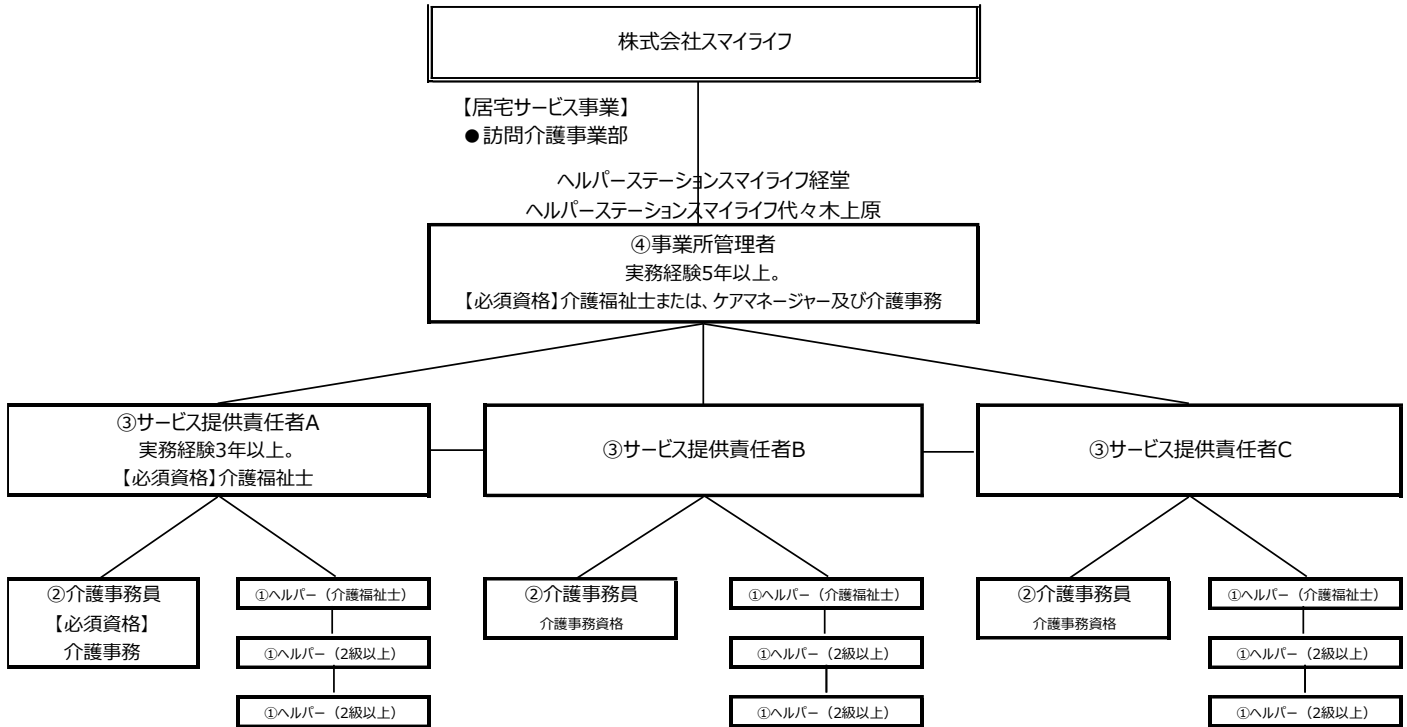 株式会社スマイライフ
【居宅サービス事業】
●訪問介護事業部
ヘルパーステーションスマイライフ経堂
ヘルパーステーションスマイライフ代々木上原
④事業所管理者
実務経験5年以上。
【必須資格】介護福祉士または、ケアマネージャー及び介護事務
③サービス提供責任者A
実務経験3年以上。
【必須資格】介護福祉士
③サービス提供責任者B
③サービス提供責任者C
②介護事務員
【必須資格】
介護事務
①ヘルパー（介護福祉士）
①ヘルパー（2級以上）
①ヘルパー（2級以上）
②介護事務員
介護事務資格
①ヘルパー（介護福祉士）
①ヘルパー（2級以上）
①ヘルパー（2級以上）
②介護事務員
介護事務資格
①ヘルパー（介護福祉士）
①ヘルパー（2級以上）
①ヘルパー（2級以上）